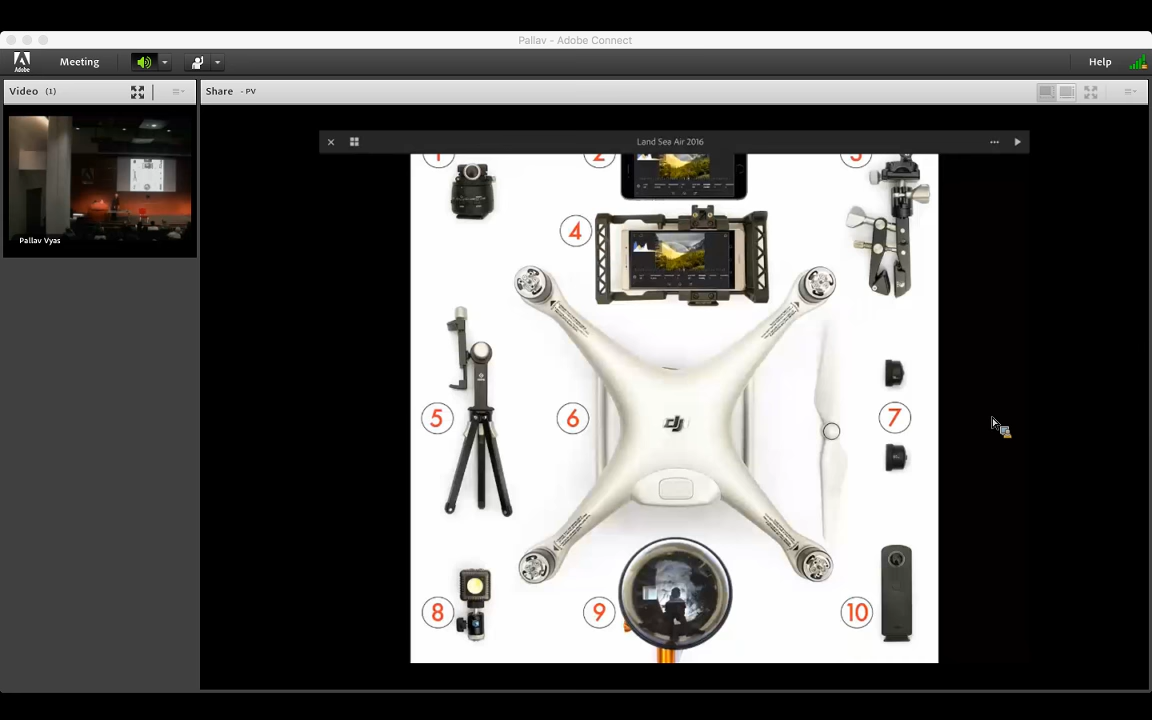 Pallav - Adobe Connect
Adobe
Meeting
Help
Video (1)
Share - PV
Pallav Vyas
Land Sea Air 2016
1
2
3
4
5
6
7
8
9
10
dji